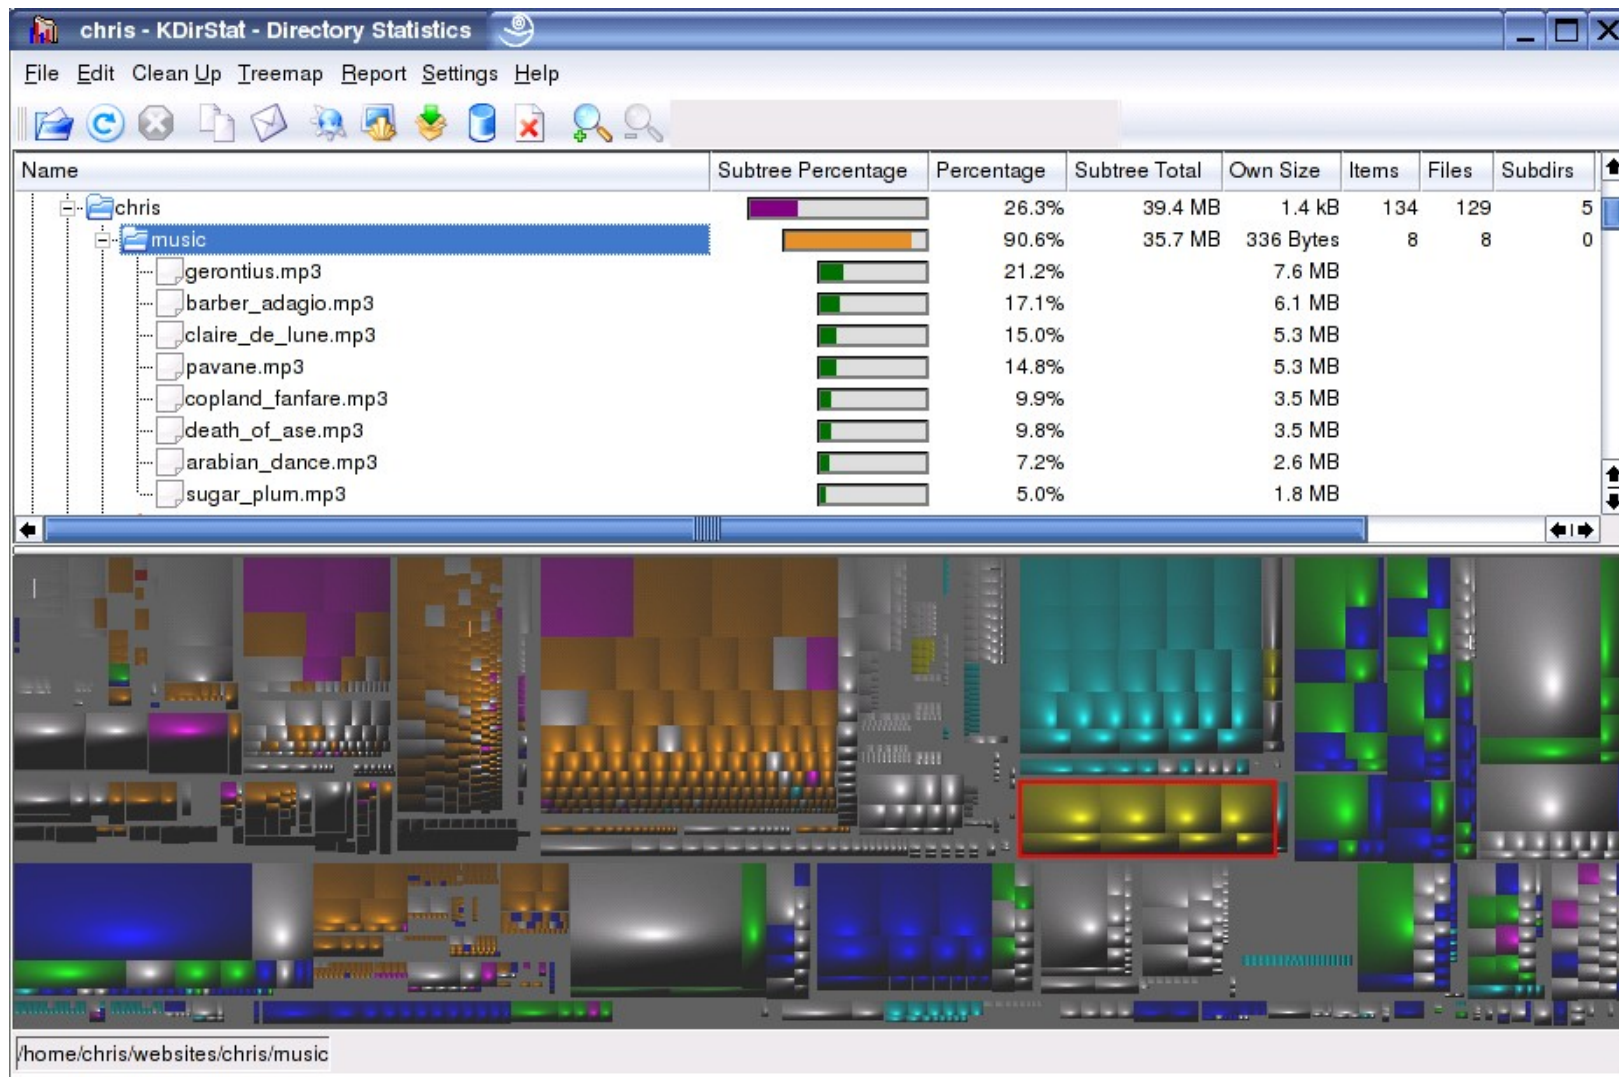 chris - KDirStat - Directory Statistics
File Edit Clean Up Treemap Report Settings Help
Name Subtree Percentage Percentage Subtree Total Own Size Items Files Subdirs
chris 26.3% 39.4 MB 1.4 kB 134 129 5
music 90.6% 35.7 MB 336 Bytes 8 8 0
gerontius.mp3 21.2% 7.6 MB
barber_adagio.mp3 17.1% 6.1 MB
claire_de_lune.mp3 15.0% 5.3 MB
pavane.mp3 14.8% 5.3 MB
copland_fanfare.mp3 9.9% 3.5 MB
death_of_ase.mp3 9.8% 3.5 MB
arabian_dance.mp3 7.2% 2.6 MB
sugar_plum.mp3 5.0% 1.8 MB
/home/chris/websites/chris/music